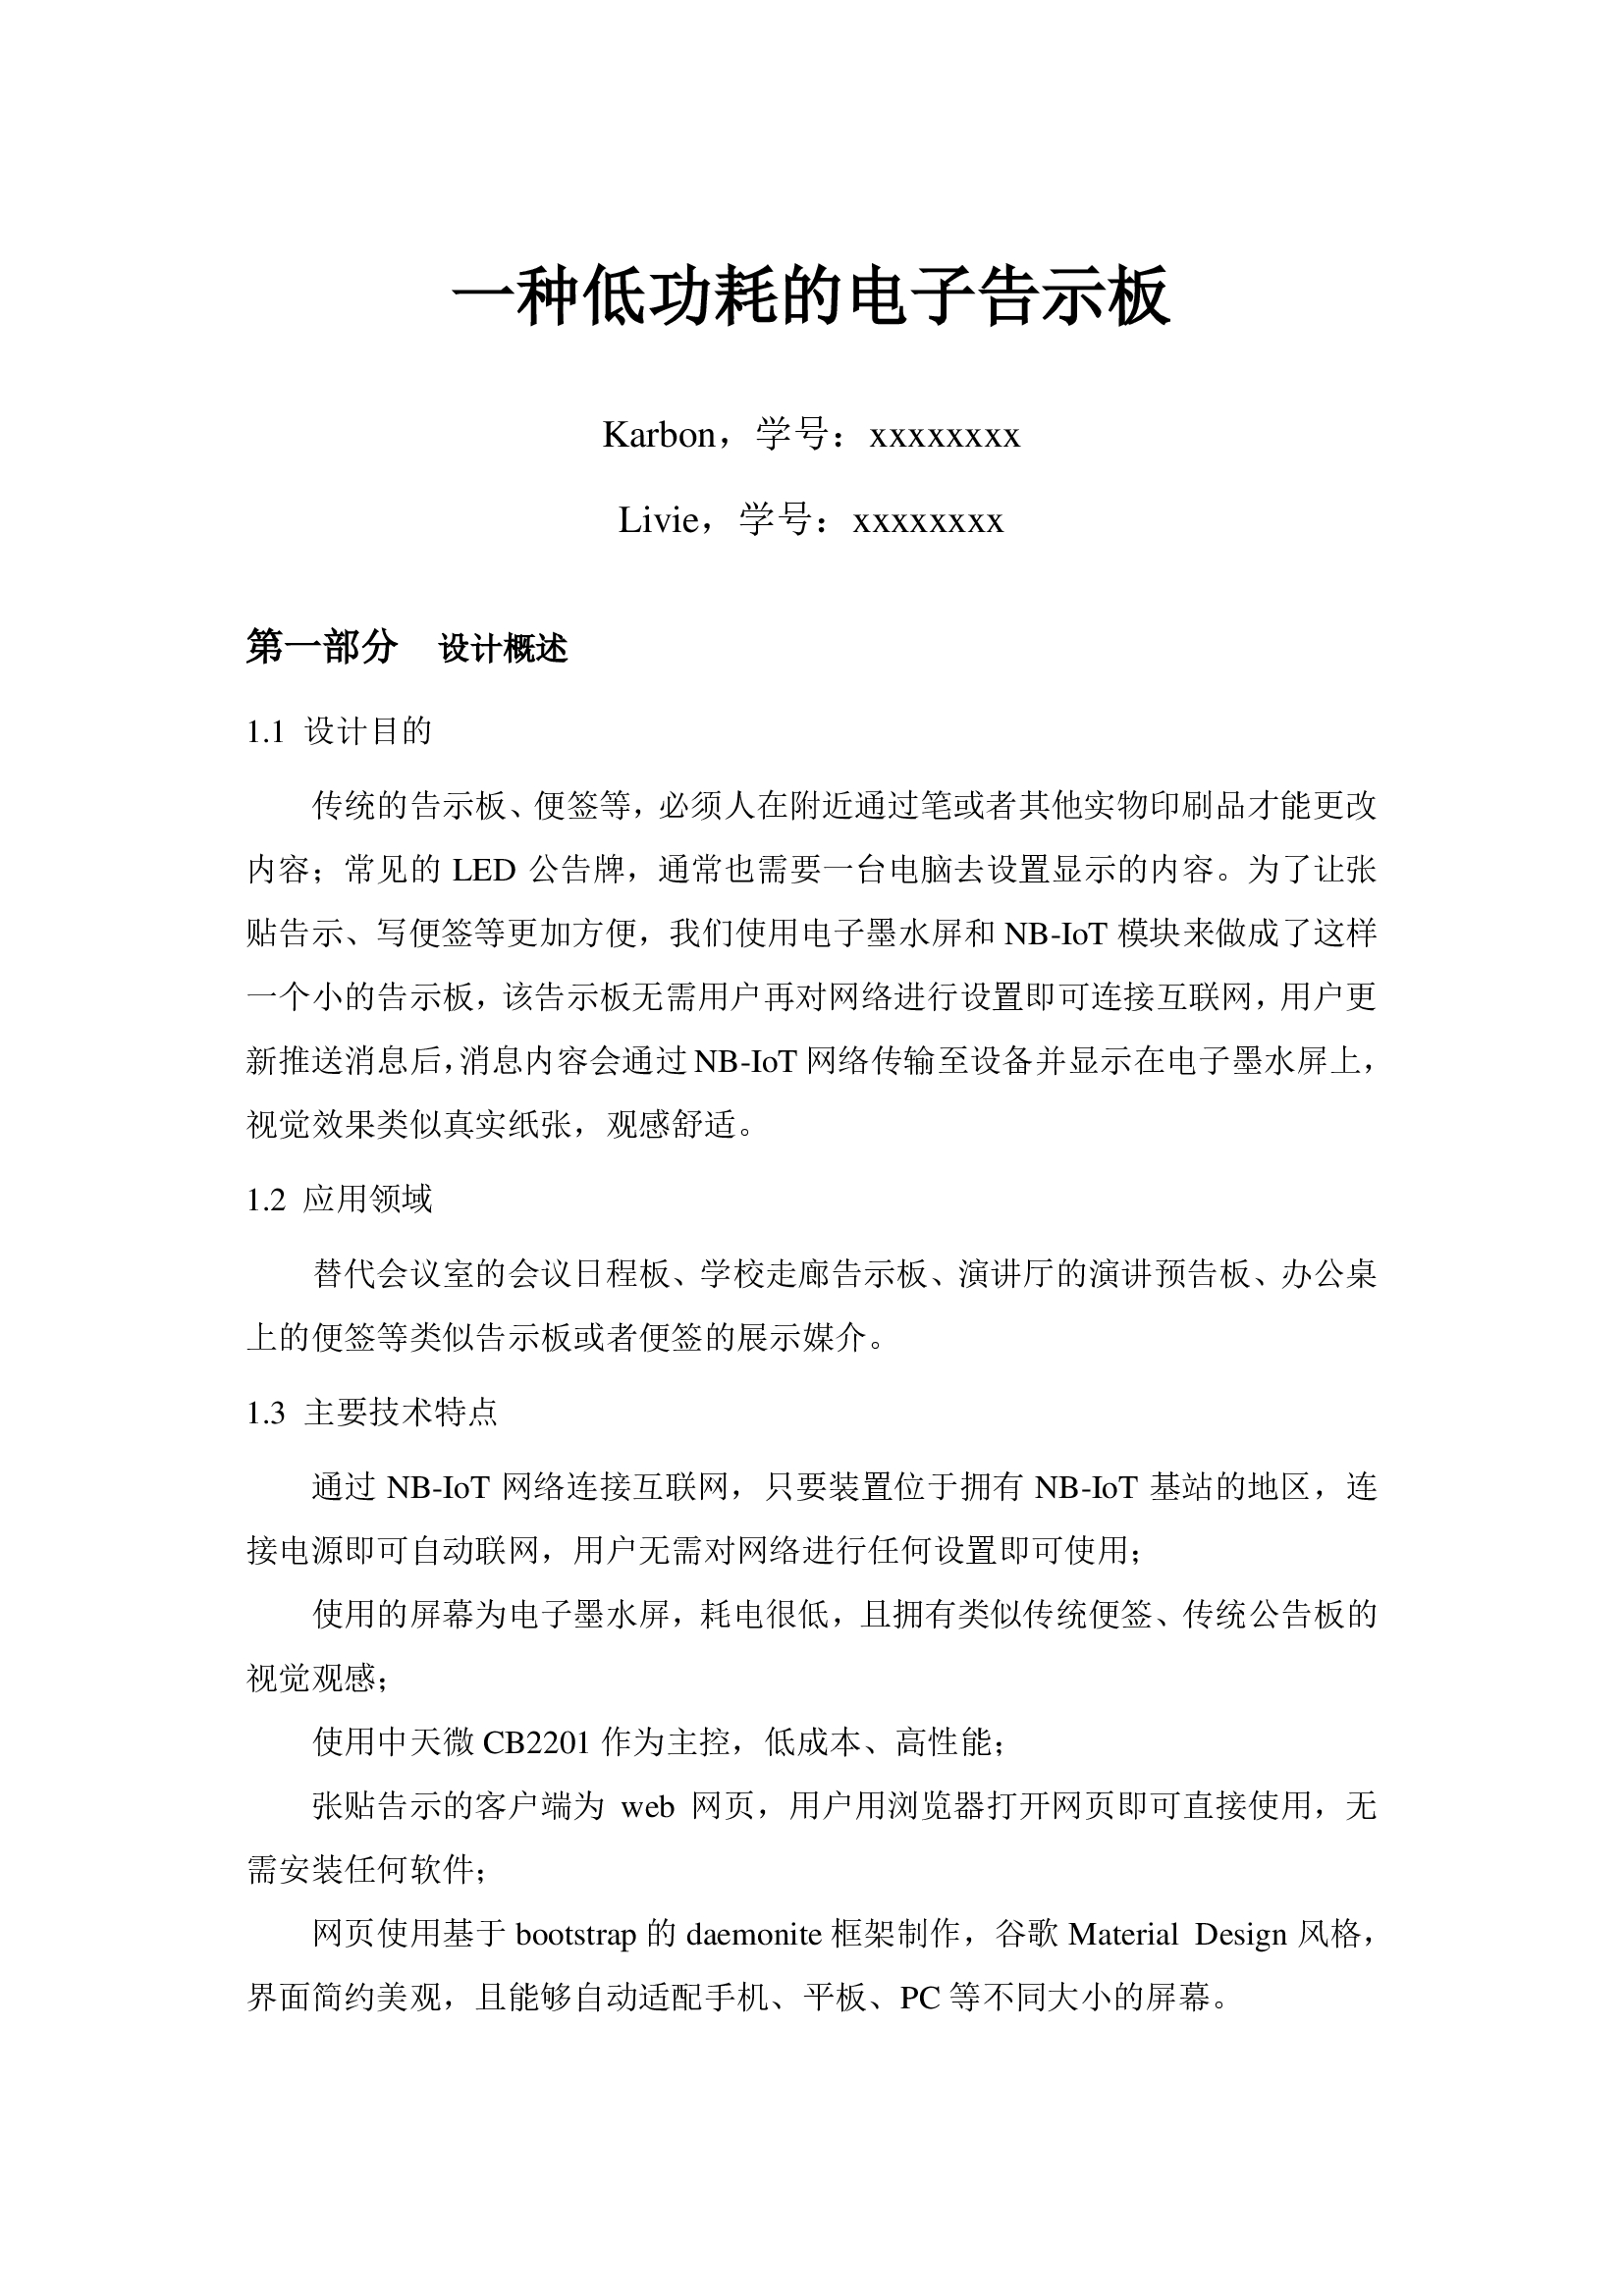 一种低功耗的电子告示板
Karbon，学号：xxxxxxxx
Livie，学号：xxxxxxxx
第一部分 设计概述
1.1 设计目的
传统的告示板、便签等，必须人在附近通过笔或者其他实物印刷品才能更改
内容；常见的 LED 公告牌，通常也需要一台电脑去设置显示的内容。为了让张
贴告示、写便签等更加方便，我们使用电子墨水屏和 NB-IoT 模块来做成了这样
一个小的告示板，该告示板无需用户再对网络进行设置即可连接互联网，用户更
新推送消息后，消息内容会通过 NB-IoT 网络传输至设备并显示在电子墨水屏上，
视觉效果类似真实纸张，观感舒适。
1.2 应用领域
替代会议室的会议日程板、学校走廊告示板、演讲厅的演讲预告板、办公桌
上的便签等类似告示板或者便签的展示媒介。
1.3 主要技术特点
通过 NB-IoT 网络连接互联网，只要装置位于拥有 NB-IoT 基站的地区，连
接电源即可自动联网，用户无需对网络进行任何设置即可使用；
使用的屏幕为电子墨水屏，耗电很低，且拥有类似传统便签、传统公告板的
视觉观感；
使用中天微 CB2201 作为主控，低成本、高性能；
张贴告示的客户端为 web 网页，用户用浏览器打开网页即可直接使用，无
需安装任何软件；
网页使用基于 bootstrap 的 daemonite 框架制作，谷歌 Material Design 风格，
界面简约美观，且能够自动适配手机、平板、PC 等不同大小的屏幕。